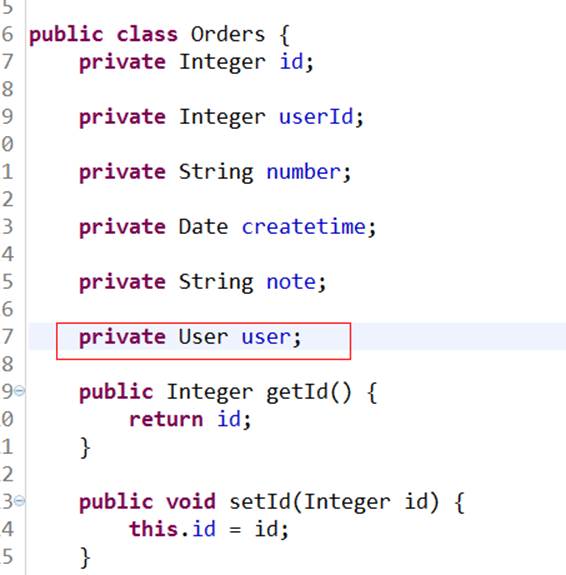 5
6 public class Orders {
7 private Integer id;
8
9 private Integer userId;
0
1 private String number;
2
3 private Date createtime;
4
5 private String note;
6
7 private User user;
8
9 public Integer getId() {
0 return id;
1 }
2
3 public void setId(Integer id) {
4 this.id = id;
5 }